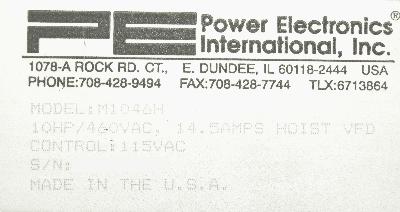 PE Power Electronics®
International, Inc.
1078-A ROCK RD. CT., E. DUNDEE, IL 60118-2444 USA
PHONE:708-428-9494 FAX:708-428-7744 TLX:6713864
MODEL:M1046H
10HP/460VAC, 14.5AMPS HOIST VFD
CONTROL:115VAC
S/N:
MADE IN THE U.S.A.